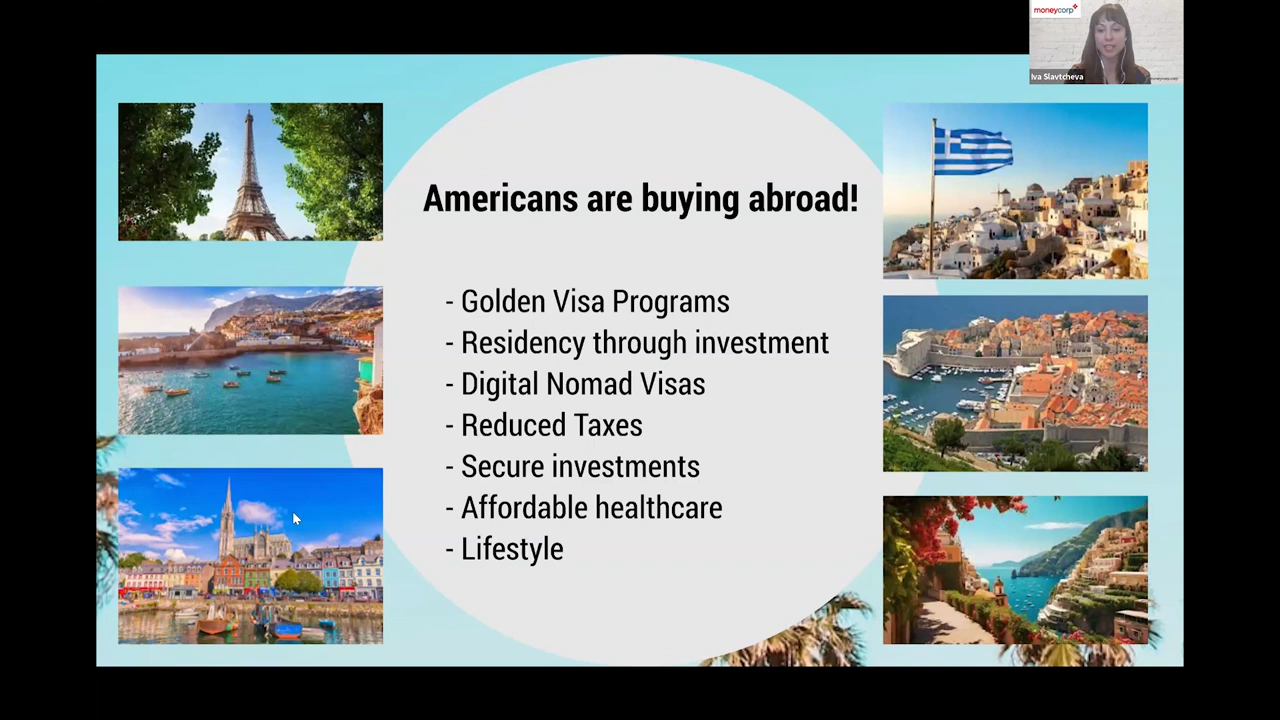 moneycorp
Iva Slavtcheva
Americans are buying abroad!
- Golden Visa Programs
- Residency through investment
- Digital Nomad Visas
- Reduced Taxes
- Secure investments
- Affordable healthcare
- Lifestyle